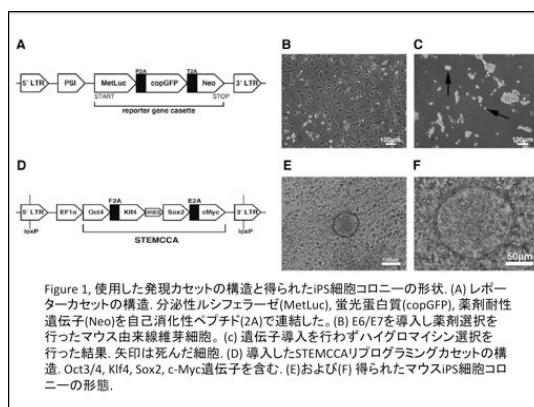 A
B
C
P2A
T2A
5' LTR
PSI
MetLuc
copGFP
Neo
3' LTR
START
STOP
reporter gene casette
100μm
100μm
D
E
F
F2A
E2A
5' LTR
EF1α
Oct4
Klf4
IRES
Sox2
cMyc
3' LTR
loxP
loxP
STEMCCA
100μm
50μm
Figure 1, 使用した発現カセットの構造と得られたiPS細胞コロニーの形状. (A) レポー
ターカセットの構造. 分泌性ルシフェラーゼ(MetLuc), 蛍光蛋白質(copGFP), 薬剤耐性
遺伝子(Neo)を自己消化性ペプチド(2A)で連結した. (B) E6/E7を導入し薬剤選択を
行ったマウス由来線維芽細胞. (c) 遺伝子導入を行わずハイグロマイシン選択を
行った結果. 矢印は死んだ細胞. (D) 導入したSTEMCCAリプログラミングカセットの構
造. Oct3/4, Klf4, Sox2, c-Myc遺伝子を含む. (E)および(F) 得られたマウスiPS細胞コロ
ニーの形態.